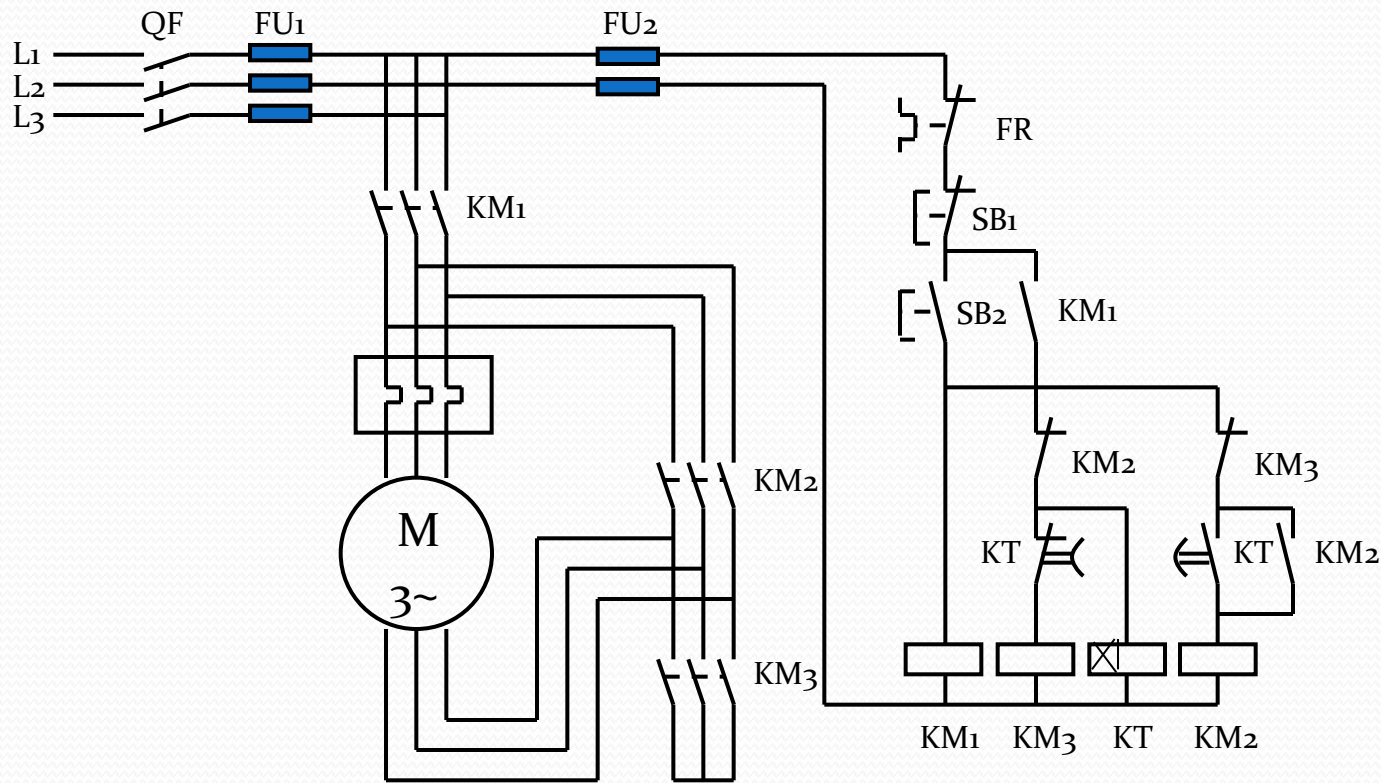 QF FU1 FU2
L1
L2
L3
FR
KM1 SB1
SB2 KM1
KM2 KM2 KM3
M KT KT KM2
3~
KM3
KM1 KM3 KT KM2